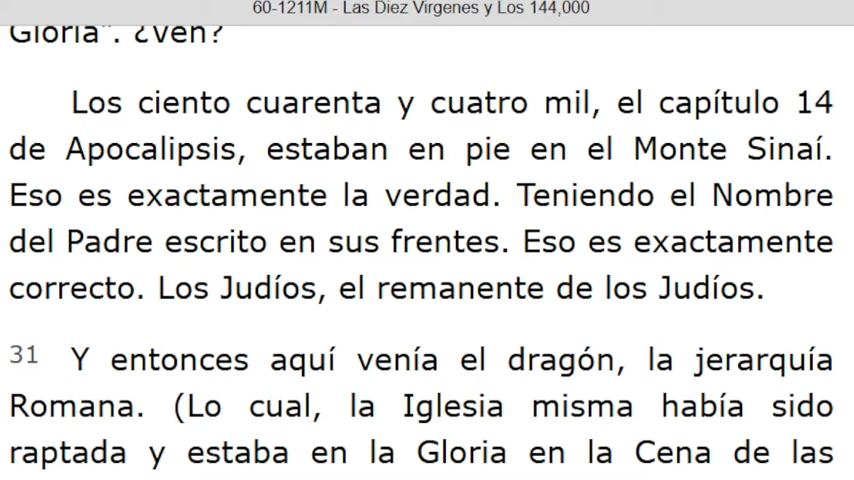 60-1211M - Las Diez Virgenes y Los 144,000
Gloria". ¿Ven?
Los ciento cuarenta y cuatro mil, el capítulo 14
de Apocalipsis, estaban en pie en el Monte Sinaí.
Eso es exactamente la verdad. Teniendo el Nombre
del Padre escrito en sus frentes. Eso es exactamente
correcto. Los Judíos, el remanente de los Judíos.
31 Y entonces aquí venía el dragón, la jerarquía
Romana. (Lo cual, la Iglesia misma había sido
raptada y estaba en la Gloria en la Cena de las